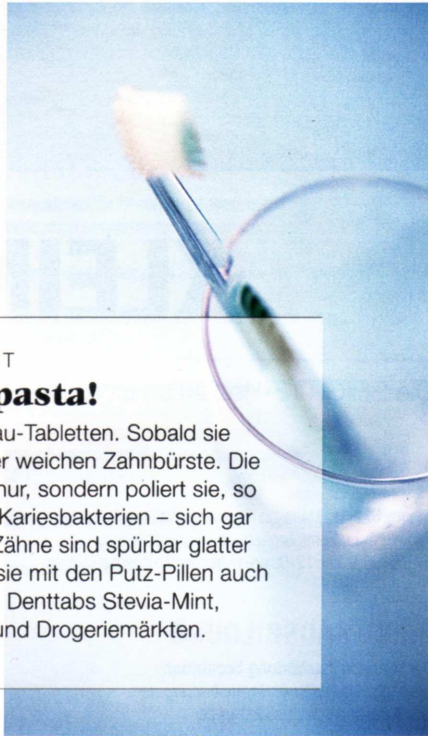 T
pasta!
au-Tabletten. Sobald sie
er weichen Zahnbürste. Die
nur, sondern poliert sie, so
Kariesbakterien – sich gar
Zähne sind spürbar glatter
sie mit den Putz-Pillen auch
Denttabs Stevia-Mint,
und Drogeriemärkten.